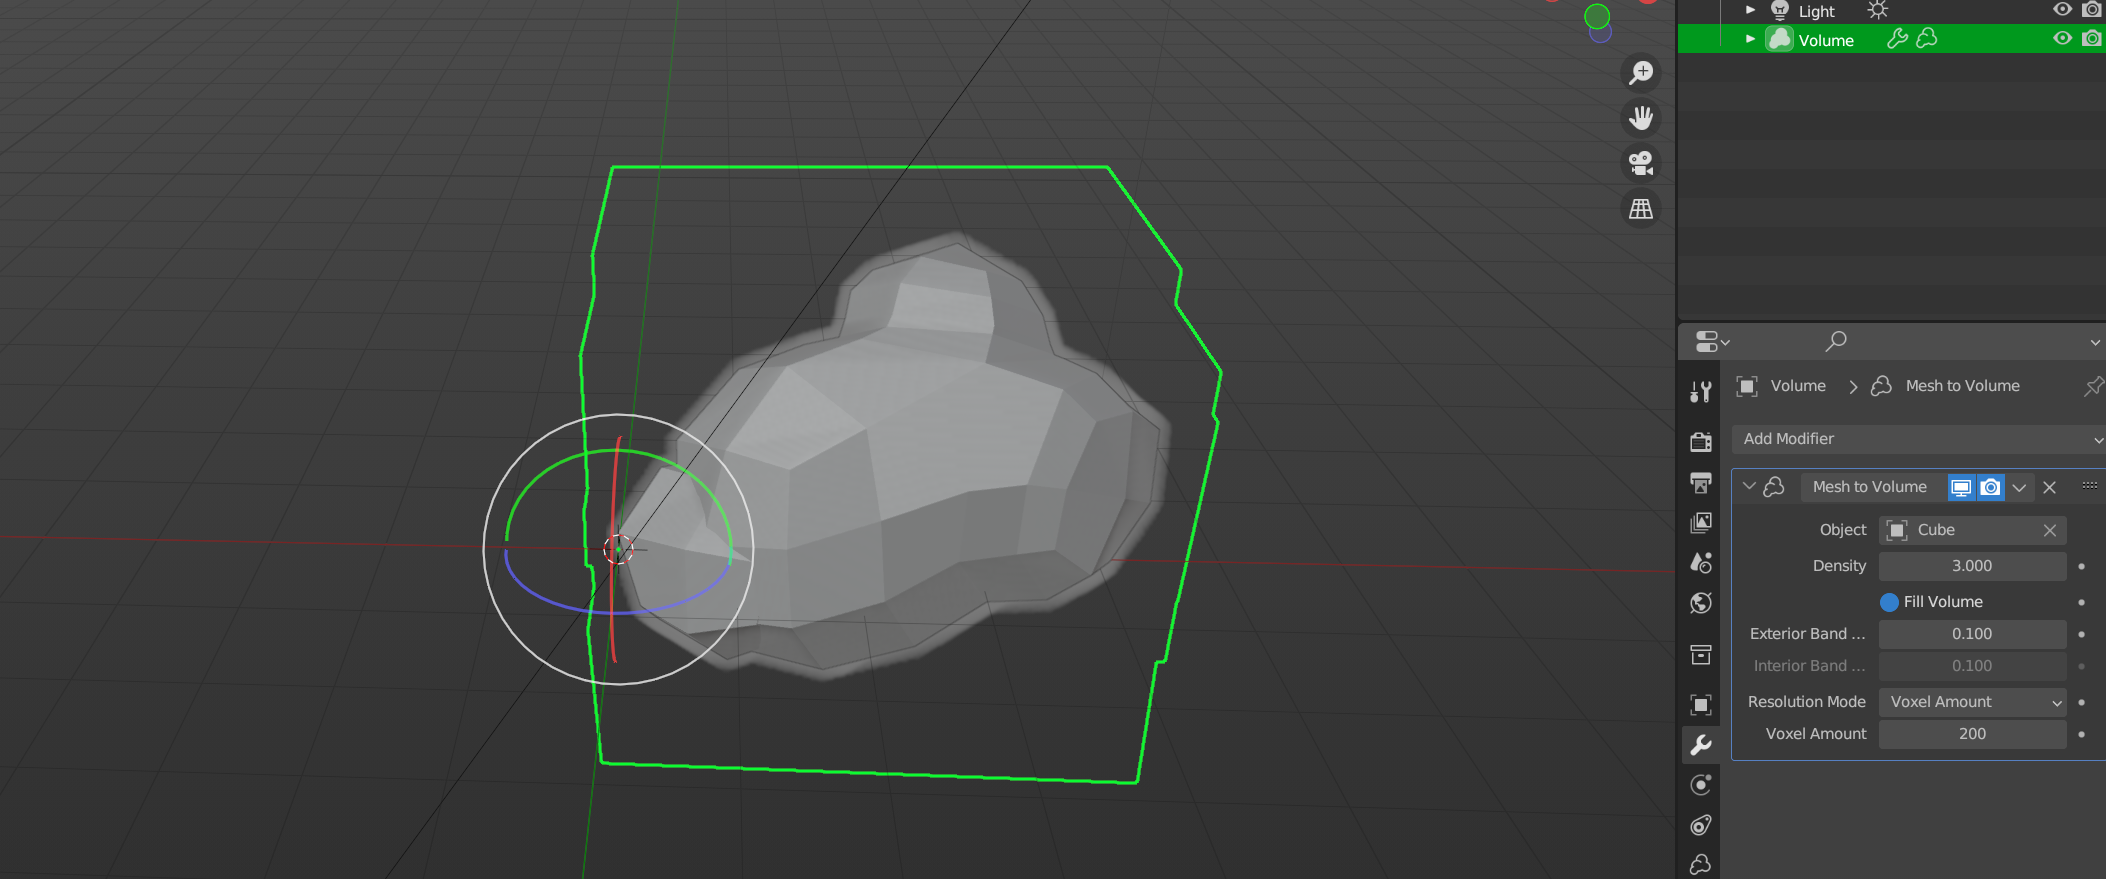 Light
Volume
Volume
Mesh to Volume
Add Modifier
Mesh to Volume
Object
Cube
Density
3.000
Fill Volume
Exterior Band ...
0.100
Interior Band ...
0.100
Resolution Mode
Voxel Amount
Voxel Amount
200